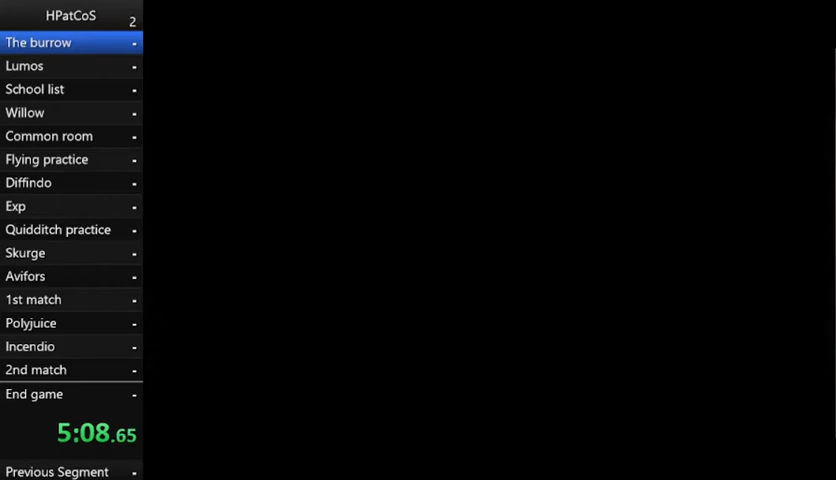 HPatCoS
2
The burrow -
Lumos -
School list -
Willow -
Common room -
Flying practice -
Diffindo -
Exp -
Quidditch practice -
Skurge -
Avifors -
1st match -
Polyjuice -
Incendio -
2nd match -
End game -
5:08.65
Previous Segment -